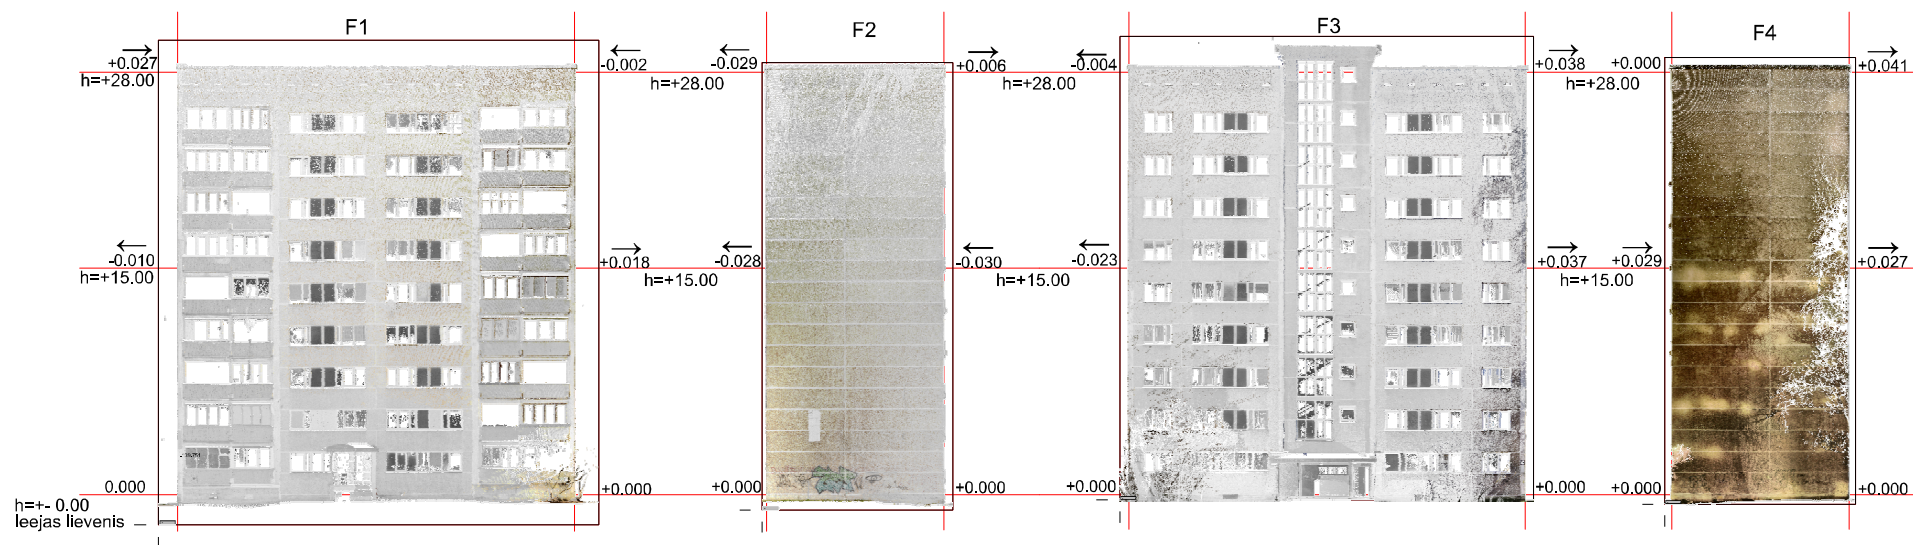 F1
F2
F3
F4
+0.027
-0.002
-0.029
+0.006
-0.004
+0.038
+0.000
+0.041
h=+28.00
h=+28.00
h=+28.00
h=+28.00
-0.010
+0.018
-0.028
-0.030
-0.023
+0.037
+0.029
+0.027
h=+15.00
h=+15.00
h=+15.00
h=+15.00
0.000
+0.000
+0.000
+0.000
+0.000
+0.000
+0.000
+0.000
h=+- 0.00
leejas lievenis